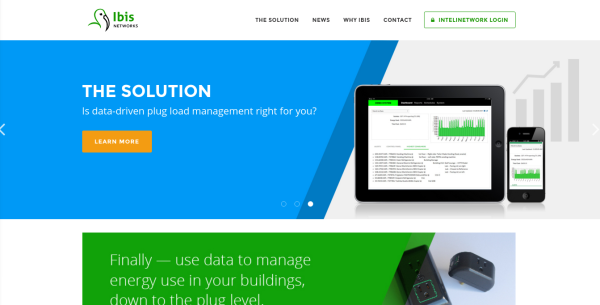 Ibis
NETWORKS
THE SOLUTION NEWS WHY IBIS CONTACT INTELINETWORK LOGIN
THE SOLUTION
Is data-driven plug load management right for you?
LEARN MORE
Finally — use data to manage
energy use in your buildings,
down to the plug level.